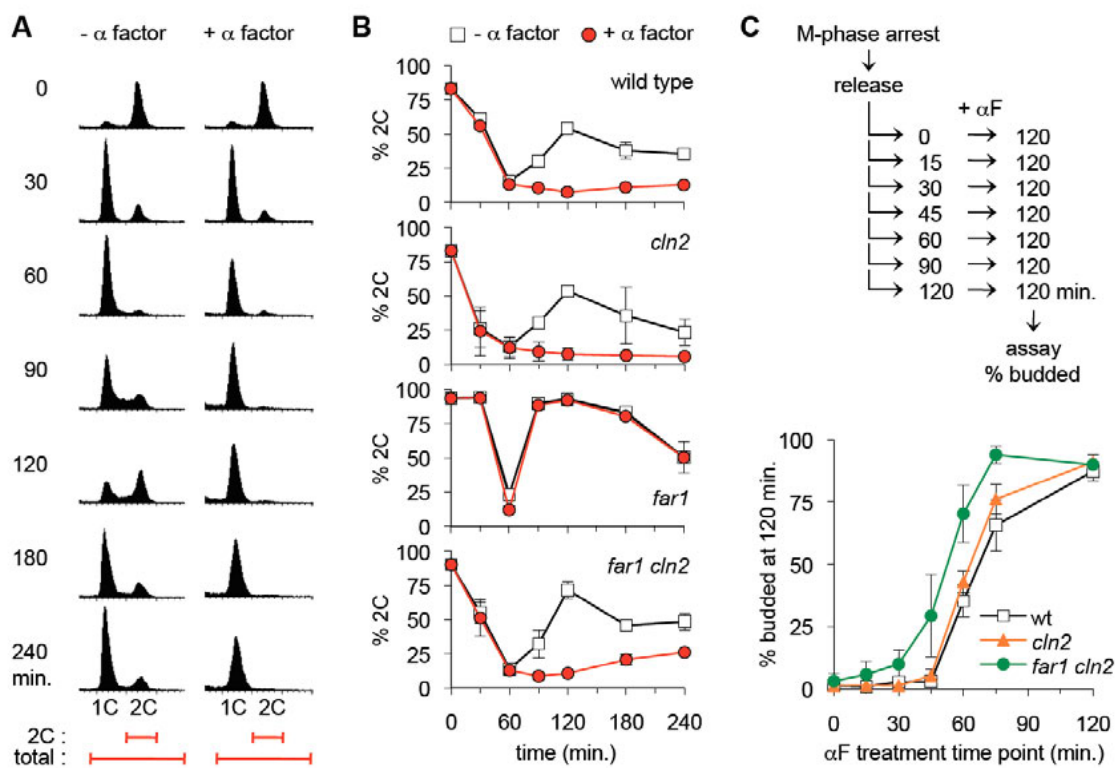 A
- α factor
+ α factor
0
30
60
90
120
180
240
min.
1C 2C
1C 2C
2C :
total :
B
- α factor
+ α factor
wild type
% 2C
100
75
50
25
0
cln2
% 2C
100
75
50
25
0
far1
% 2C
100
75
50
25
0
far1 cln2
% 2C
100
75
50
25
0
0 60 120 180 240
time (min.)
C
M-phase arrest
release
+ αF
0 → 120
15 → 120
30 → 120
45 → 120
60 → 120
90 → 120
120 → 120 min.
assay
% budded
% budded at 120 min.
100
75
50
25
0
wt
cln2
far1 cln2
0 30 60 90 120
αF treatment time point (min.)